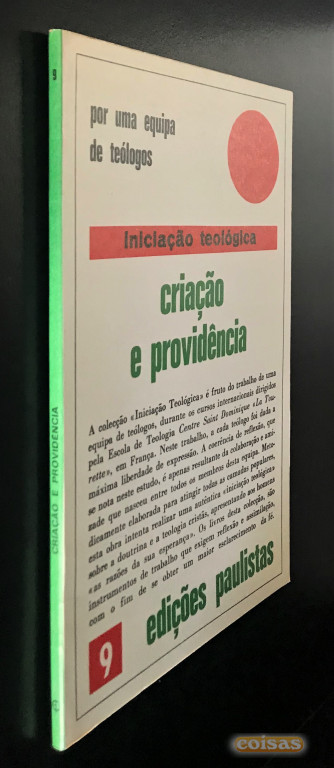 9
CRIAÇÃO E PROVIDÊNCIA
por uma equipa
de teólogos
iniciação teológica
criação
e providência
A colecção «Iniciação Teológica» é fruto do trabalho de uma
equipa de teólogos, durante os cursos internacionais dirigidos
pela Escola de Teologia Centre Saint Dominique «La Tou-
rette», em França. Neste trabalho, a cada teólogo foi dada a
máxima liberdade de expressão. A coerência da reflexão, que
se nota neste estudo, é apenas resultante da colaboração e ami-
zade que nasceu entre todos os membros desta equipa. Meto-
dicamente elaborada para atingir todas as camadas populares,
esta obra intenta realizar uma autêntica «iniciação teológica»
sobre a doutrina e a teologia cristãs, apresentando aos homens
«as razões da sua esperança». Os livros desta colecção, são
instrumentos de trabalho que exigem reflexão e assimilação,
com o fim de se obter um maior esclarecimento da fé.
9
edições paulistas
coisas